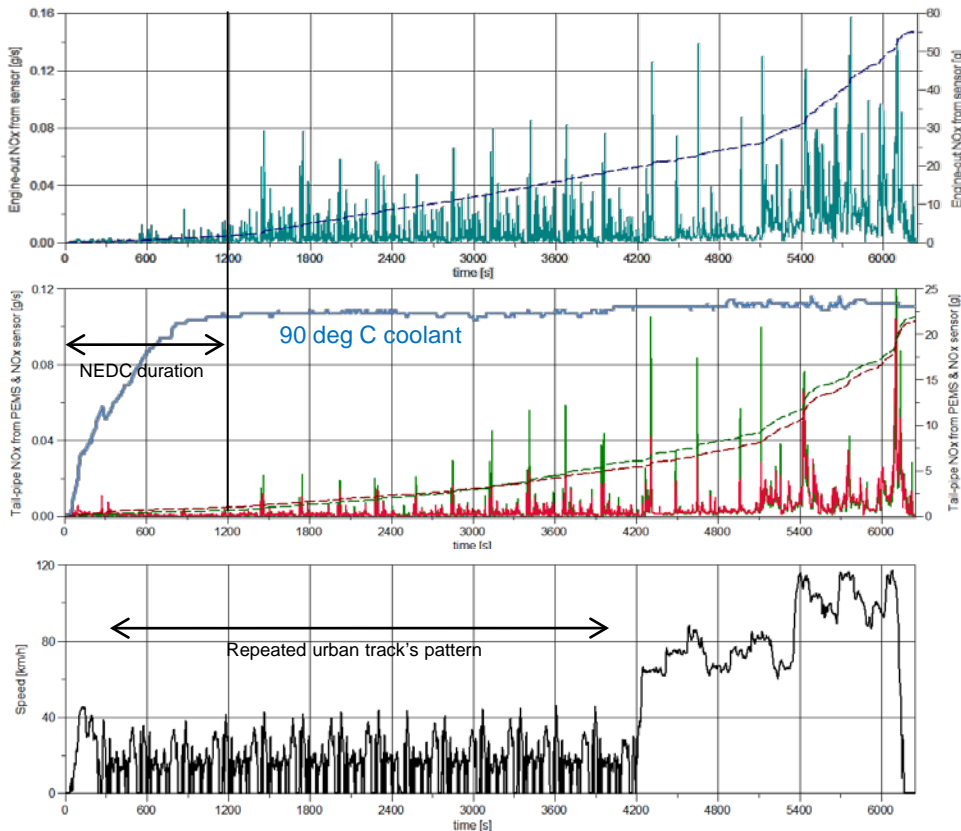 Engine-out NOx from sensor [g/s]
0.16
0.12
0.08
0.04
0.00
60
50
40
30
20
10
0
Engine-out NOx from sensor [g]
0 600 1200 1800 2400 3000 3600 4200 4800 5400 6000
time [s]
Tail-pipe NOx from PEMS & NOx sensor [g/s]
0.12
0.08
0.04
0.00
25
20
15
10
5
0
Tail-pipe NOx from PEMS & NOx sensor [g]
90 deg C coolant
NEDC duration
0 600 1200 1800 2400 3000 3600 4200 4800 5400 6000
time [s]
Speed [km/h]
120
80
40
0
Repeated urban track's pattern
0 600 1200 1800 2400 3000 3600 4200 4800 5400 6000
time [s]